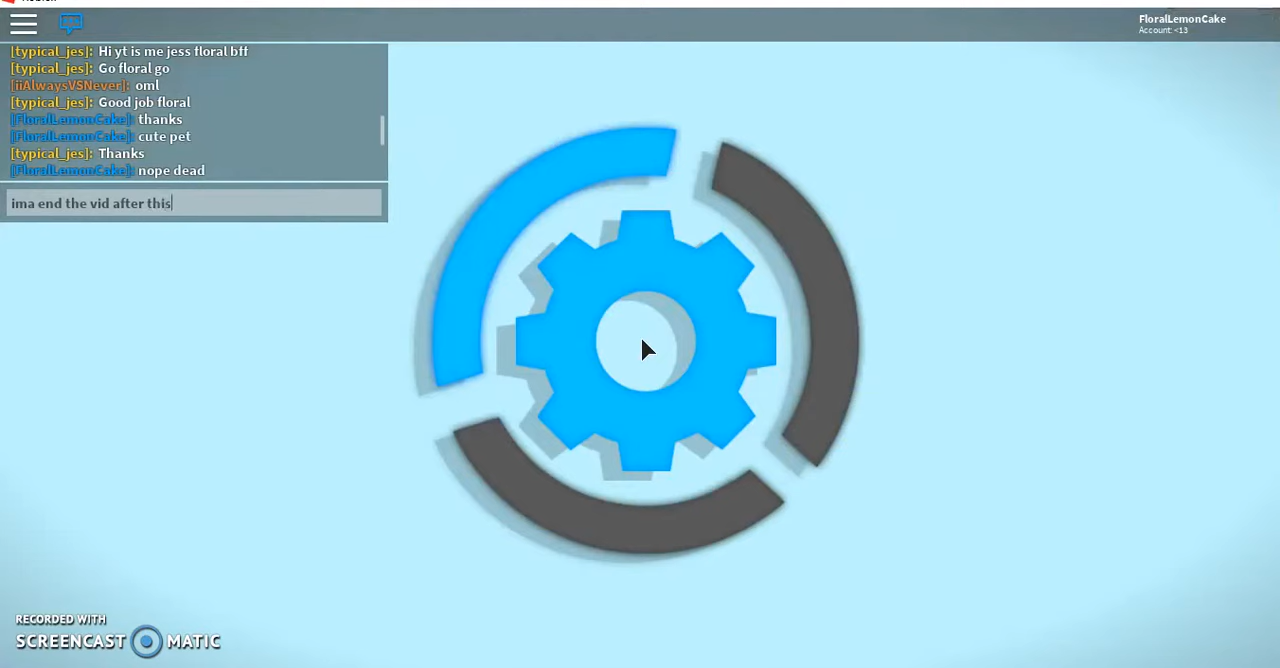 FloralLemonCake
Account: <13
[typical_jes]: Hi yt is me jess floral bff
[typical_jes]: Go floral go
[iiAlwaysVSNever]: oml
[typical_jes]: Good job floral
[FloralLemonCake]: thanks
[FloralLemonCake]: cute pet
[typical_jes]: Thanks
[FloralLemonCake]: nope dead
ima end the vid after this
RECORDED WITH
SCREENCAST MATIC